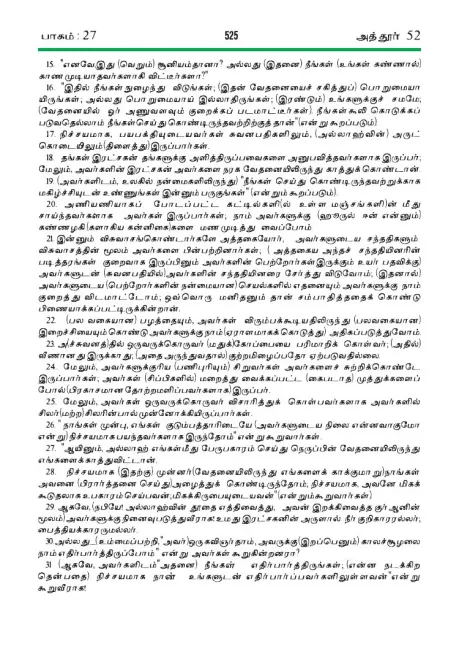 பாகம் : 27 525 அத்தூர் 52
15. "எனவே, இது (வெறும்) சூனியம்தானா? அல்லது (இதனை) நீங்கள் (உங்கள் கண்ணால்)
காணமுடியாதவர்களாகி விட்டீர்களா?"
16. "இதில் நீங்கள் நுழைந்து விடுங்கள்; (இதன் வேதனையைச் சகித்துப்) பொறுமையா
யிருங்கள்; அல்லது பொறுமையாய் இல்லாதிருங்கள்; (இரண்டும்) உங்களுக்குச் சமமே;
(வேதனையில் ஓர் அணுவளவும் குறைக்கப் படமாட்டீர்கள்). நீங்கள் கூலி கொடுக்கப்
படுவதெல்லாம் நீங்கள் செய்து கொண்டிருந்தவற்றிற்குத் தான்" (என்று கூறப்படும்).
17. நிச்சயமாக, பயபக்தியுடையவர்கள் சுவனபதிகளிலும், (அல்லாஹ்வின்) அருட்
கொடையிலும் (திளைத்து) இருப்பார்கள்.
18. தங்கள் இரட்சகன் தங்களுக்கு அளித்திருப்பவைகளை அனுபவித்தவர்களாக இருப்பர்;
மேலும், அவர்களின் இரட்சகன் அவர்களை நரக வேதனையிலிருந்து காத்துக் கொண்டான்.
19. (அவர்களிடம், உலகில் நன்மைகளிலிருந்து) "நீங்கள் செய்து கொண்டிருந்தவற்றுக்காக
மகிழ்ச்சியுடன் உண்ணுங்கள் இன்னும் பருகுங்கள்" (என்றும் கூறப்படும்).
20. அணியணியாகப் போடப்பட்ட கட்டில்களி(ல் உள்ள மஞ்சங்களி)ன் மீது
சாய்ந்தவர்களாக அவர்கள் இருப்பார்கள்; நாம் அவர்களுக்கு (ஹூருல் ஈன் என்னும்)
கண்ணழகி(களாகிய கன்னிகை)களை மண முடித்து வைப்போம்
21. இன்னும் விசுவாசங்கொண்டார்களே அத்தகையோர், அவர்களுடைய சந்ததிகளும்
விசுவாசத்தின் மூலம் அவர்களை பின்பற்றினார்கள்; ( அத்தகைய அந்தச் சந்ததியினரின்
படித்தரங்கள் குறைவாக இருப்பினும் அவர்களின் பெற்றோர்கள் இருக்கும் உயர் பதவிக்கு)
அவர்களுடன் (சுவனபதியில்) அவர்களின் சந்ததியினரை சேர்த்து விடுவோம்; (இதனால்)
அவர்களுடைய (பெற்றோர்களின் நன்மையான) செயல்களில் எதனையும் அவர்களுக்கு நாம்
குறைத்து விடமாட்டோம்; ஒவ்வொரு மனிதனும் தான் சம்பாதித்ததைக் கொண்டு
பிணையாக்கப்பட்டிருக்கின்றான்.
22. (பல வகையான) பழத்தையும், அவர்கள் விரும்பக்கூடியதிலிருந்து (பலவகையான)
இறைச்சியையும் கொண்டு அவர்களுக்கு நாம் (ஏராளமாகக் கொடுத்து) அதிகப்படுத்துவோம்.
23. அ(ச்சுவனத்)தில் ஒருவருக்கொருவர் (மதுக்) கோப்பையை பரிமாறிக் கொள்வர்; (அதில்)
வீணானது இருக்காது; (அதை அருந்துவதால்) குற்றமிழைப்பதோ ஏற்படுவதில்லை.
24. மேலும், அவர்களுக்குரிய (பணிபுரியும்) சிறுவர்கள் அவர்களைச் சுற்றிக்கொண்டே
இருப்பார்கள்; அவர்கள் (சிப்பிகளில்) மறைத்து வைக்கப்பட்ட (கைபடாத) முத்துக்களைப்
போல் (பிரகாசமான தோற்றமளிப்பவர்களாக) இருப்பர்.
25. மேலும், அவர்கள் ஒருவருக்கொருவர் விசாரித்துக் கொள்பவர்களாக அவர்களில்
சிலர் (மற்ற) சிலரின்பால் முன்னோக்கியிருப்பார்கள்.
26. " நாங்கள் முன்பு, எங்கள் குடும்பத்தாரிடையே (அவர்களுடைய நிலை என்னவாகுமோ
என்று) நிச்சயமாக பயந்தவர்களாக இருந்தோம்" என்று கூறுவார்கள்.
27. "ஆயினும், அல்லாஹ் எங்கள் மீது பேருபகாரம் செய்து நெருப்பின் வேதனையிலிருந்து
எங்களைக் காத்துவிட்டான்.
28. நிச்சயமாக (இதற்கு) முன்னர் (வேதனையிலிருந்து எங்களைக் காக்குமாறு) நாங்கள்
அவனை (பிரார்த்தனை செய்து) அழைத்துக் கொண்டிருந்தோம், நிச்சயமாக, அவனே மிகக்
கூடுதலாக உபகாரம் செய்பவன்; மிக்க கிருபையுடையவன்" (என்றும் கூறுவார்கள்)
29. ஆகவே, (நபியே! அல்லாஹ்வின் தூதை எத்திவைத்து, அவன் இறக்கிவைத்த குர்ஆனின்
மூலம்) அவர்களுக்கு நினைவுபடுத்துவீராக! உமது இரட்சகனின் அருளால் நீர் குறிகாரரல்லர்;
பைத்தியக்காரருமல்லர்.
30. அல்லது, (உம்மைப்பற்றி, "அவர்) ஒரு கவிஞர்தாம், அவருக்கு (இறப்பெனும்) காலச் சூழலை
நாம் எதிர்பார்த்திருப்போம்" என்று அவர்கள் கூறுகின்றனரா?
31. (ஆகவே, அவர்களிடம்) "அதனை) நீங்கள் எதிர்பார்த்திருங்கள்; (என்ன நடக்கிற
தென்பதை) நிச்சயமாக நான் உங்களுடன் எதிர்பார்ப்பவர்களிலுள்ளவன்" என்று
கூறுவீராக!